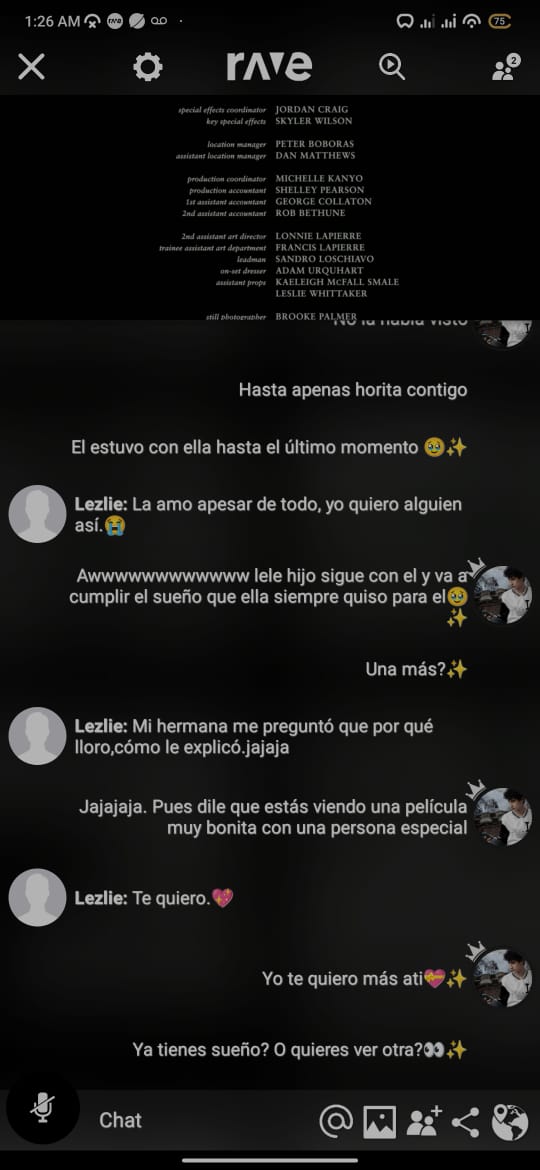 1:26 AM
75
rave
2
special effects coordinator JORDAN CRAIG
key special effects SKYLER WILSON
location manager PETER BOBORAS
assistant location manager DAN MATTHEWS
production coordinator MICHELLE KANYO
production accountant SHELLEY PEARSON
1st assistant accountant GEORGE COLLATON
2nd assistant accountant ROB BETHUNE
2nd assistant art director LONNIE LAPIERRE
trainee assistant art department FRANCIS LAPIERRE
leadman SANDRO LOSCHIAVO
on-set dresser ADAM URQUHART
assistant props KAELEIGH McFALL SMALE
LESLIE WHITTAKER
still photographer BROOKE PALMER
No la había visto
Hasta apenas horita contigo
El estuvo con ella hasta el último momento 🥹✨
Lezlie: La amo apesar de todo, yo quiero alguien
así.😭
Awwwwwwwwwwwww lele hijo sigue con el y va a
cumplir el sueño que ella siempre quiso para el🥹
✨
Una más?✨
Lezlie: Mi hermana me preguntó que por qué
lloro,cómo le explicó.jajaja
Jajajaja. Pues dile que estás viendo una película
muy bonita con una persona especial
Lezlie: Te quiero.💖
Yo te quiero más ati💝✨
Ya tienes sueño? O quieres ver otra?👀✨
Chat